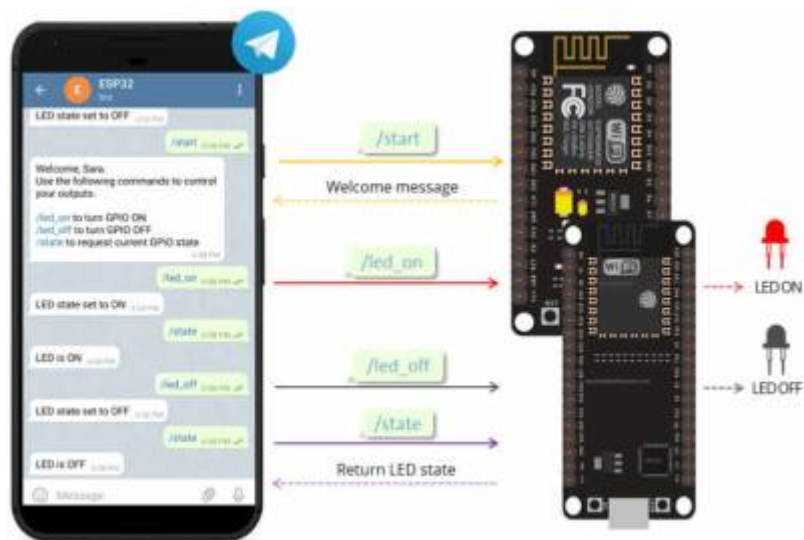 ESP32
bot
LED state set to OFF
/start
Welcome, Sara.
Use the following commands to control
your outputs.
/led_on to turn GPIO ON
/led_off to turn GPIO OFF
/state to request current GPIO state
/led_on
LED state set to ON
/state
LED is ON
/led_off
LED state set to OFF
/state
LED is OFF
Message
/start
Welcome message
/led_on
/led_off
/state
Return LED state
FC
WiFi
WiFi
LED ON
LED OFF